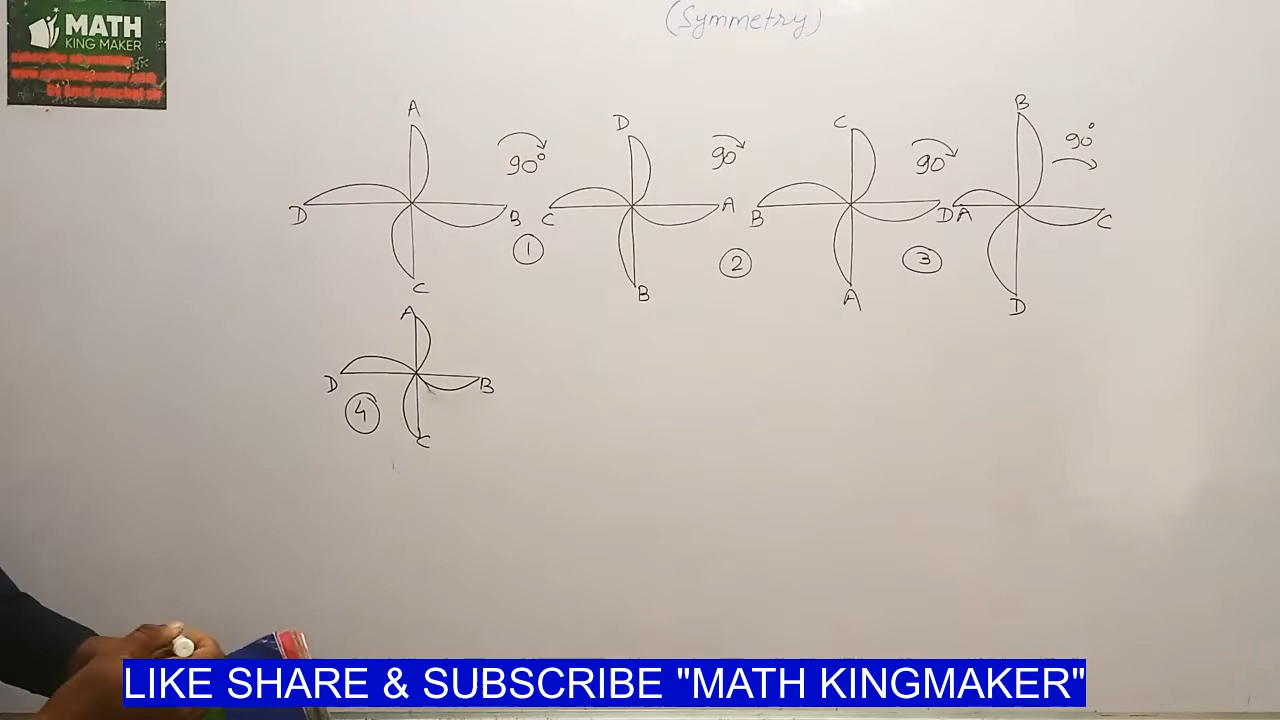 MATH
KING MAKER
(Symmetry)
A
D
B
C
90°
1
D
C
A
B
90°
2
C
B
D
A
90°
3
B
A
C
D
90°
A
D
B
C
4
LIKE SHARE & SUBSCRIBE "MATH KINGMAKER"